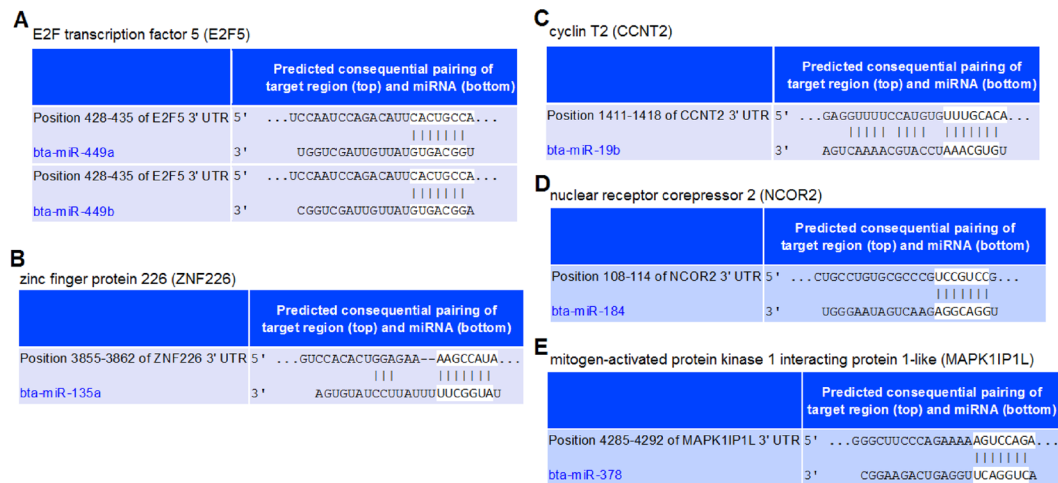 A
E2F transcription factor 5 (E2F5)
Predicted consequential pairing of
target region (top) and miRNA (bottom)
Position 428-435 of E2F5 3' UTR 5' ...UCCAAUCCAGACAUUCACUGCCA...
bta-miR-449a 3' UGGUCGAUUGUUAUGUGACGGU
Position 428-435 of E2F5 3' UTR 5' ...UCCAAUCCAGACAUUCACUGCCA...
bta-miR-449b 3' CGGUCGAUUGUUAUGUGACGGA
B
zinc finger protein 226 (ZNF226)
Predicted consequential pairing of
target region (top) and miRNA (bottom)
Position 3855-3862 of ZNF226 3' UTR 5' ...GUCCACACUGGAGAA--AAGCCAUA...
bta-miR-135a 3' AGUGUAUCCUUAUUUUUCGGUAU
C
cyclin T2 (CCNT2)
Predicted consequential pairing of
target region (top) and miRNA (bottom)
Position 1411-1418 of CCNT2 3' UTR 5' ...GAGGUUUUCCAUGUGUUUGCACA...
bta-miR-19b 3' AGUCAAAACGUACCUAAACGUGU
D
nuclear receptor corepressor 2 (NCOR2)
Predicted consequential pairing of
target region (top) and miRNA (bottom)
Position 108-114 of NCOR2 3' UTR 5' ...CUGCCUGUGCGCCCGUCCGUCCG...
bta-miR-184 3' UGGGAAUAGUCAAGAGGCAGGU
E
mitogen-activated protein kinase 1 interacting protein 1-like (MAPK1IP1L)
Predicted consequential pairing of
target region (top) and miRNA (bottom)
Position 4285-4292 of MAPK1IP1L 3' UTR 5' ...GGGCUUCCCAGAAAAAGUCCAGA...
bta-miR-378 3' CGGAAGACUGAGGUUCAGGUCA